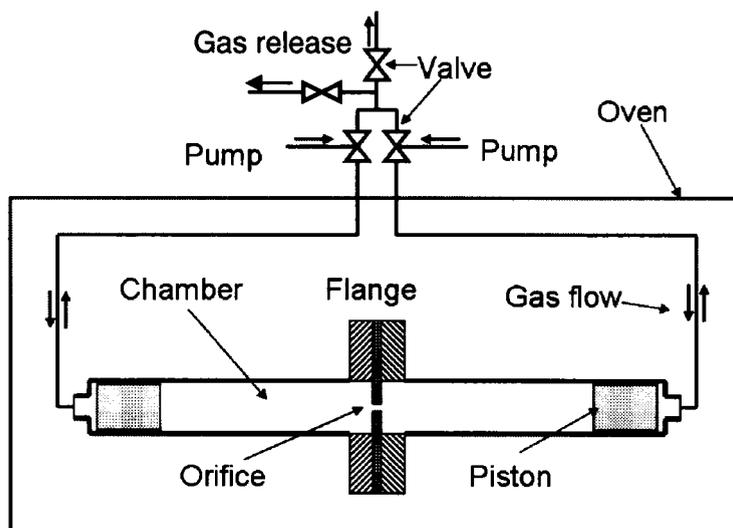 Gas release
Valve
Oven
Pump
Pump
Chamber
Flange
Gas flow
Orifice
Piston